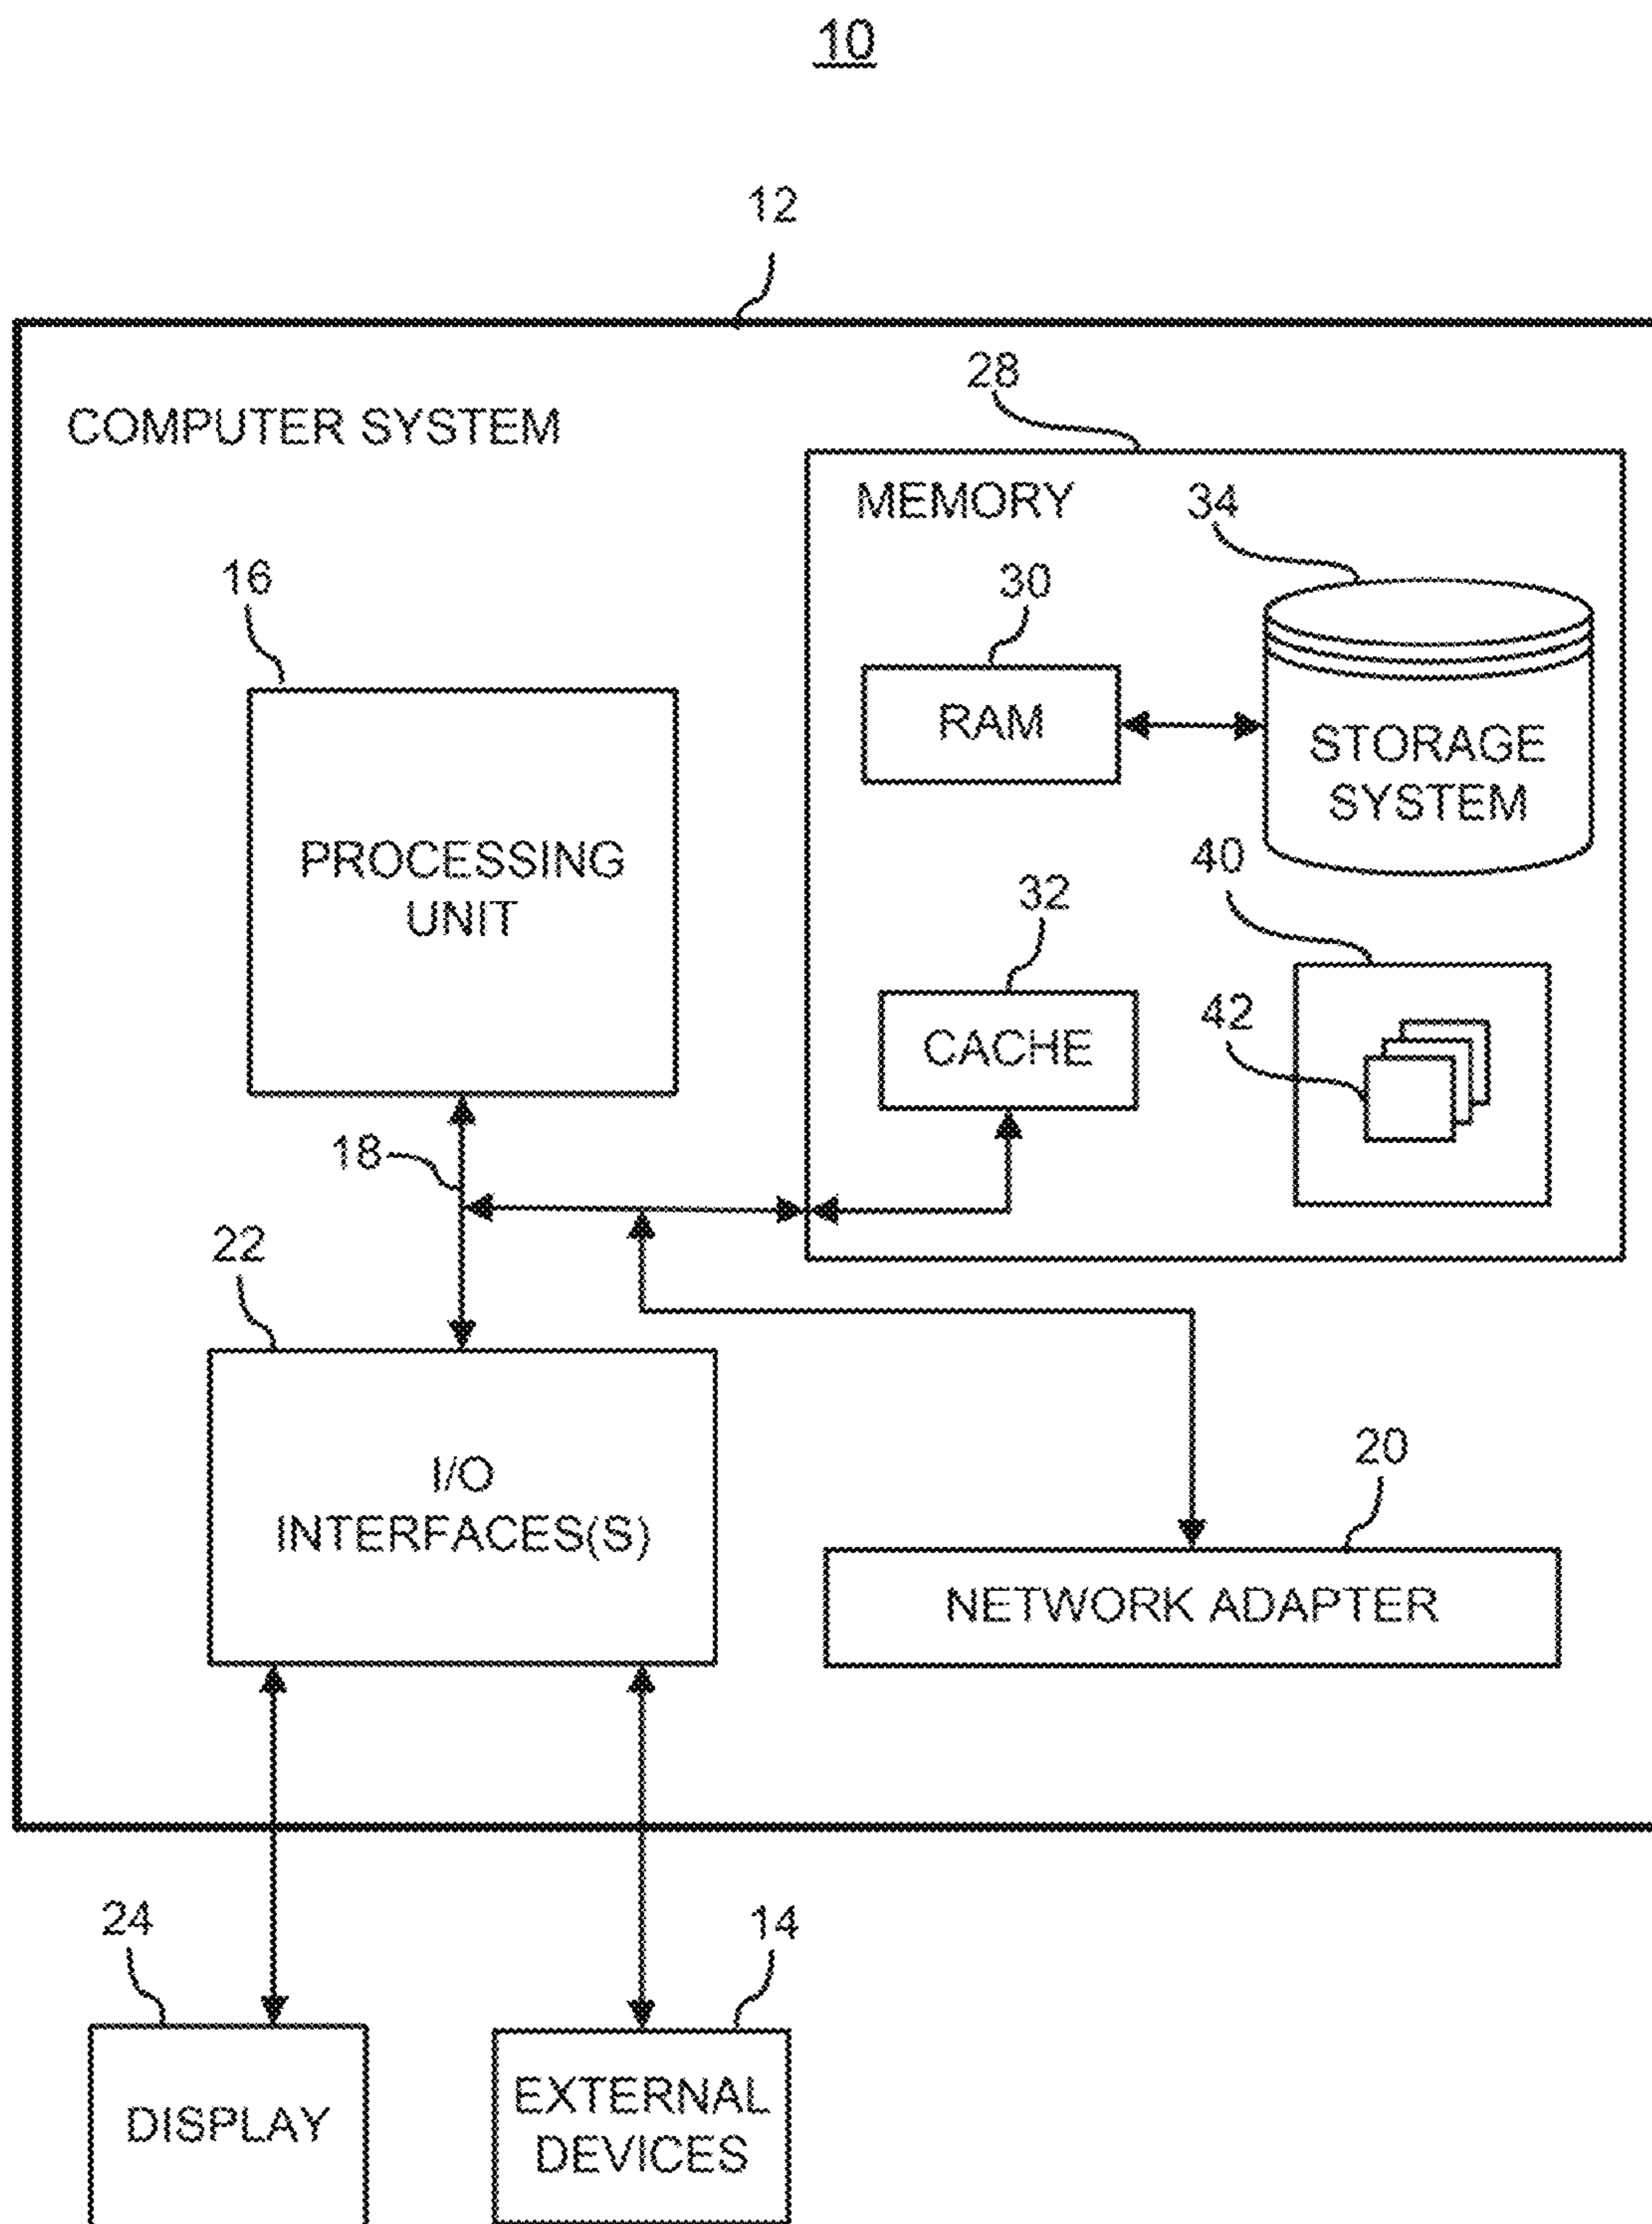 10
12
COMPUTER SYSTEM
28
MEMORY
34
16
30
RAM
STORAGE
SYSTEM
PROCESSING
UNIT
40
32
CACHE
42
18
22
I/O
INTERFACES(S)
20
NETWORK ADAPTER
24
14
DISPLAY
EXTERNAL
DEVICES